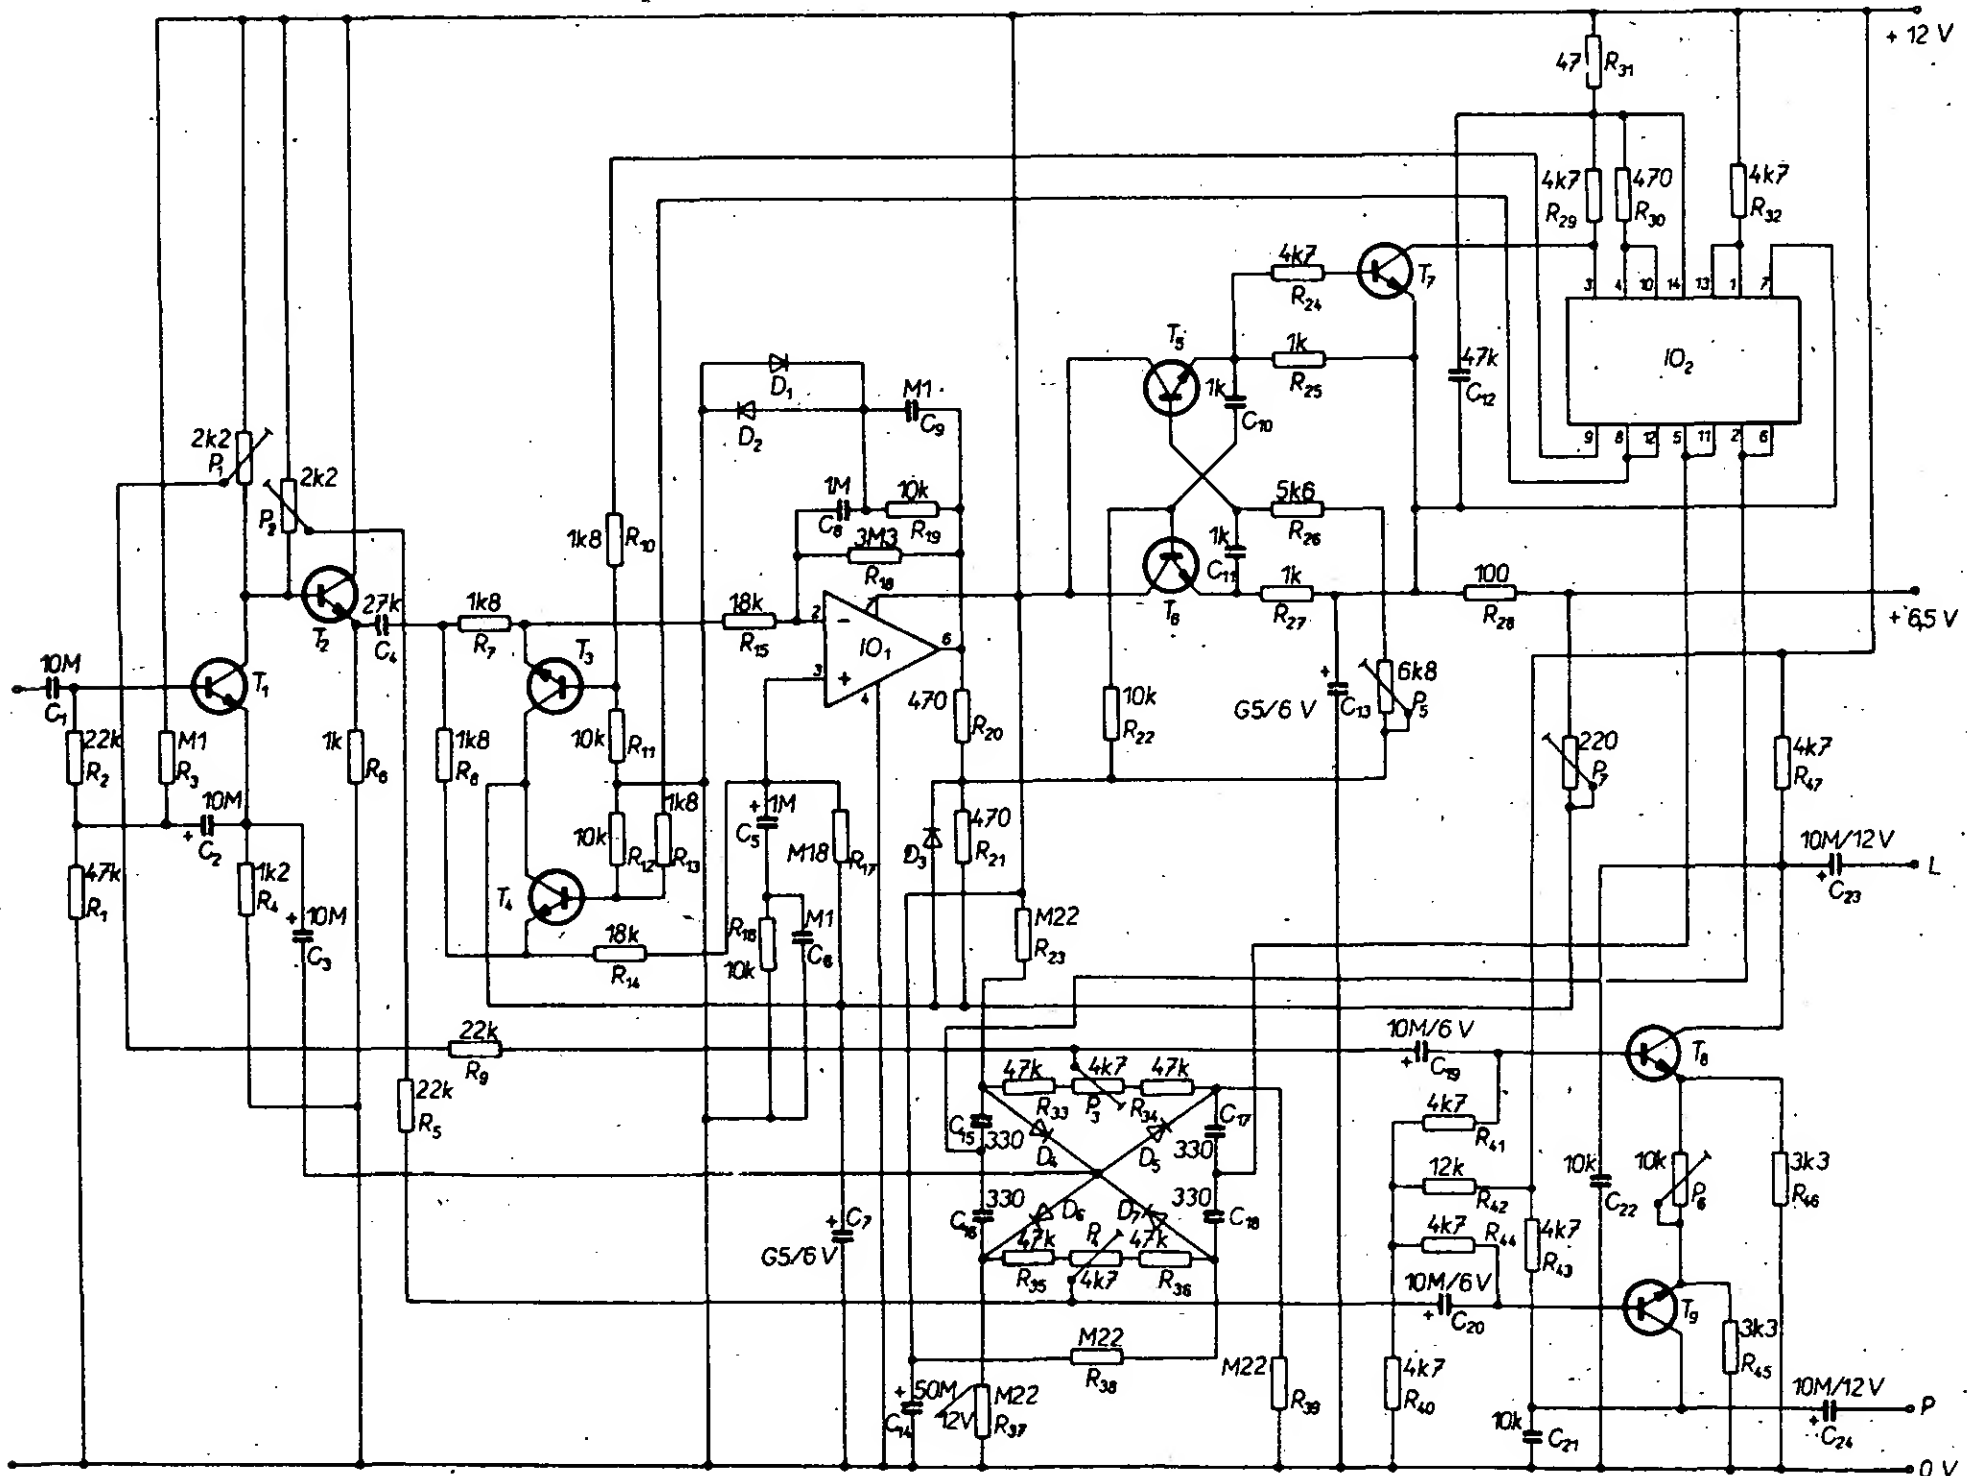 + 12 V
47
R31
4k7
R29
470
R30
4k7
R32
3
4
10
14
13
1
7
IO2
9
8
12
5
11
2
6
47k
C12
4k7
R24
T7
T5
1k
R25
1k
C10
D1
D2
M1
C9
2k2
P1
2k2
P2
1M
C8
10k
R19
3M3
R18
1k8
R10
5k6
R26
1k
C11
T6
1k
R27
100
R28
+ 6,5 V
T2
27k
C4
1k8
R7
18k
R15
2
-
IO1
6
3
+
4
T3
10M
C1
T1
22k
R2
M1
R3
1k
R6
1k8
R8
10k
R11
470
R20
10k
R22
G5/6 V
+
C13
6k8
P5
220
P7
4k7
R47
10M
+
C2
47k
R1
1k2
R4
+
10M
C3
10k
R12
1k8
R13
+
1M
C5
M18
R17
D3
470
R21
10M/12V
+
C23
L
T4
18k
R14
R16
10k
M1
C6
M22
R23
22k
R9
22k
R5
10M/6 V
+
C19
T8
47k
R33
4k7
P3
47k
R34
C15
330
D4
D5
C17
330
4k7
R41
12k
R42
4k7
R44
4k7
R43
10k
C22
10k
P6
3k3
R46
330
C16
D6
D7
330
C18
47k
R35
P4
4k7
47k
R36
+
C7
G5/6 V
10M/6 V
+
C20
T9
3k3
R45
M22
R38
+
50M
12V
C14
M22
R37
M22
R39
4k7
R40
10k
C21
10M/12V
+
C24
P
0 V